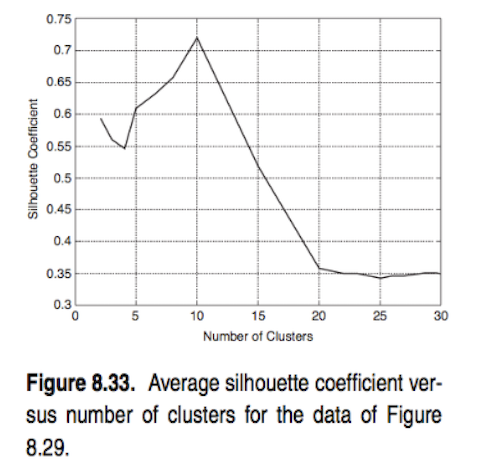 0.75
0.7
0.65
0.6
0.55
0.5
0.45
0.4
0.35
0.3
Silhouette Coefficient
0 5 10 15 20 25 30
Number of Clusters
Figure 8.33. Average silhouette coefficient ver-
sus number of clusters for the data of Figure
8.29.